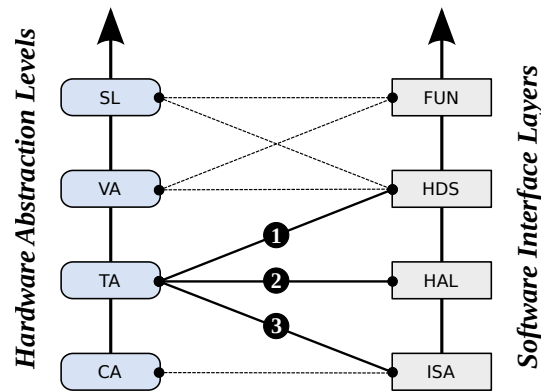 Hardware Abstraction Levels
SL
FUN
VA
HDS
1
TA
2
HAL
3
CA
ISA
Software Interface Layers